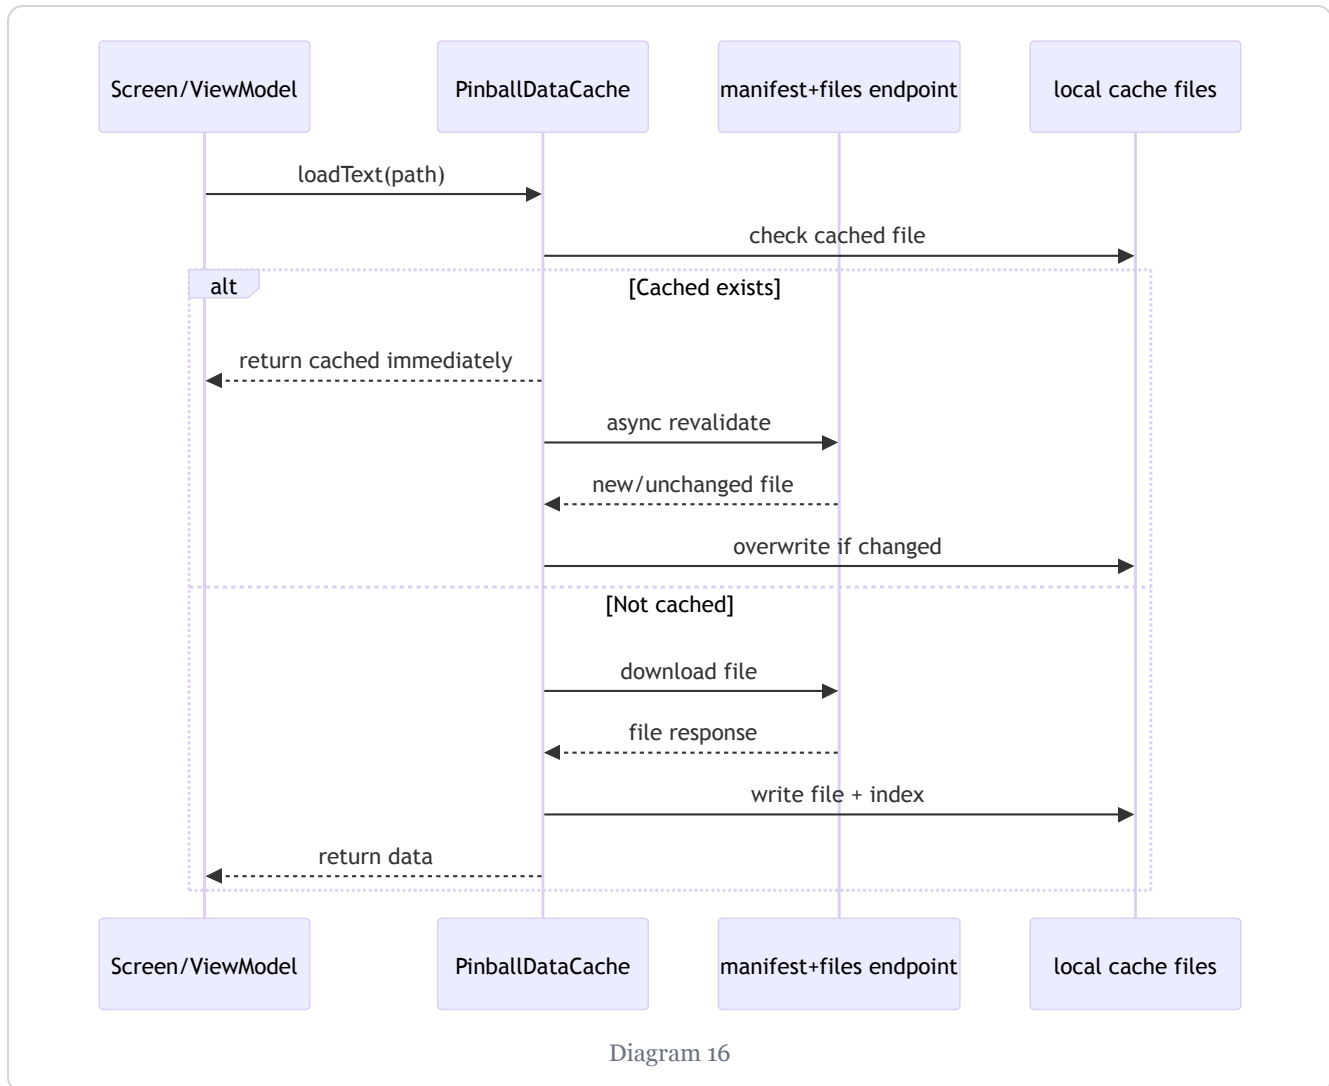 Screen/ViewModel
PinballDataCache
manifest+files endpoint
local cache files
loadText(path)
check cached file
alt
[Cached exists]
return cached immediately
async revalidate
new/unchanged file
overwrite if changed
[Not cached]
download file
file response
write file + index
return data
Screen/ViewModel
PinballDataCache
manifest+files endpoint
local cache files
Diagram 16